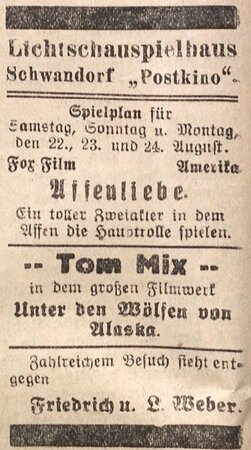 Lichtschauspielhaus
Schwandorf „Postkino“.
Spielplan für
Samstag, Sonntag u. Montag,
den 22., 23. und 24. August.
Fox Film Amerika
Affenliebe.
Ein toller Zweiakter in dem
Affen die Hauptrolle spielen.
-- Tom Mix --
in dem großen Filmwerk
Unter den Wölfen von
Alaska.
Zahlreichem Besuch sieht ent-
gegen
Friedrich u. L. Weber.